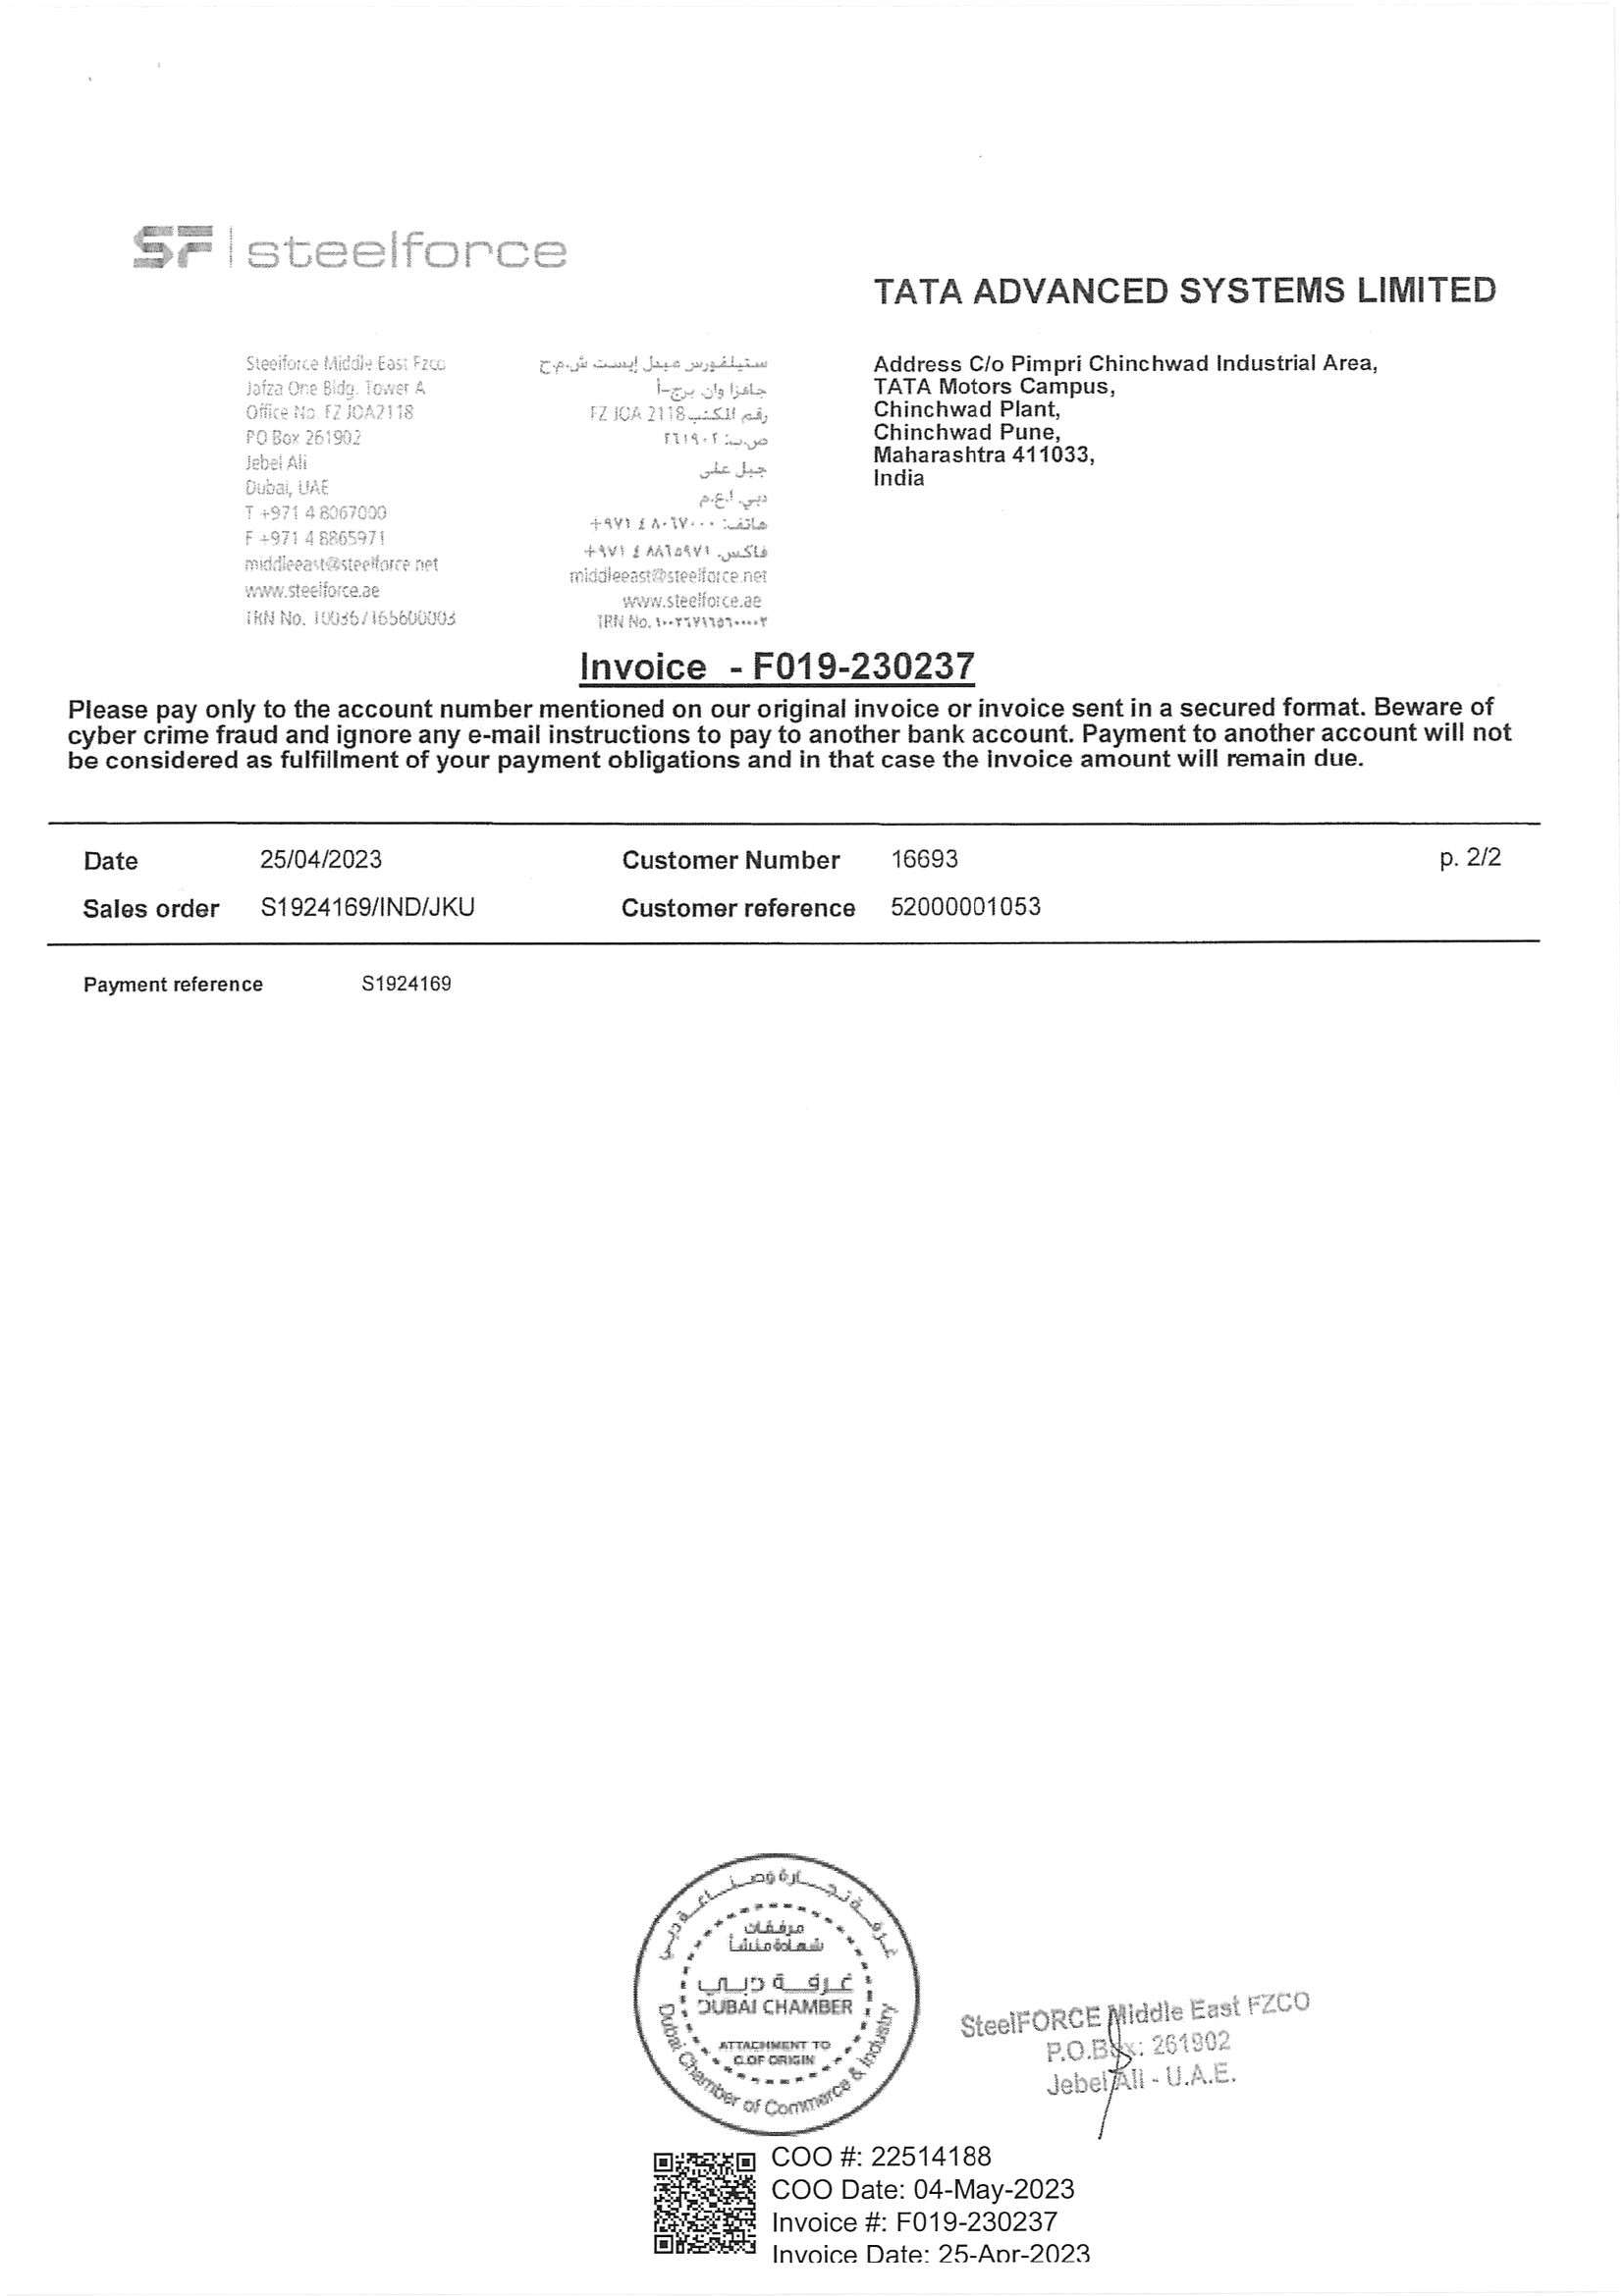 SF steelforce
TATA ADVANCED SYSTEMS LIMITED
Steelforce Middle East Fzco
Jafza One Bldg. Tower A
Office No. FZ JOA2118
PO Box 261902
Jebel Ali
Dubai, UAE
T +971 4 8067000
F +971 4 8865971
middleeast@steelforce.net
www.steelforce.ae
TRN No. 100367165600003
ستيلفورس ميدل إيست ش.م.ح
جافزا وان برج-أ
رقم المكتب FZ JOA 2118
ص.ب: ٢٦١٩٠٢
جبل علي
دبي. إ.ع.م
هاتف: ٨٠٦٧٠٠٠ ٤ ٩٧١+
فاكس. ٨٨٦٥٩٧١ ٤ ٩٧١+
middleeast@steelforce.net
www.steelforce.ae
TRN No. ١٠٠٣٦٧١٦٥٦٠٠٠٠٣
Address C/o Pimpri Chinchwad Industrial Area,
TATA Motors Campus,
Chinchwad Plant,
Chinchwad Pune,
Maharashtra 411033,
India
Invoice - F019-230237
Please pay only to the account number mentioned on our original invoice or invoice sent in a secured format. Beware of
cyber crime fraud and ignore any e-mail instructions to pay to another bank account. Payment to another account will not
be considered as fulfillment of your payment obligations and in that case the invoice amount will remain due.
Date 25/04/2023 Customer Number 16693 p. 2/2
Sales order S1924169/IND/JKU Customer reference 52000001053
Payment reference S1924169
غرفة تجارة وصناعة دبي
مرفقات
شهادة منشأ
غرفة دبي
DUBAI CHAMBER
ATTACHMENT TO
C.OF ORIGIN
Dubai Chamber of Commerce & Industry
SteelFORCE Middle East FZCO
P.O.Box: 261902
Jebel Ali - U.A.E.
COO #: 22514188
COO Date: 04-May-2023
Invoice #: F019-230237
Invoice Date: 25-Apr-2023